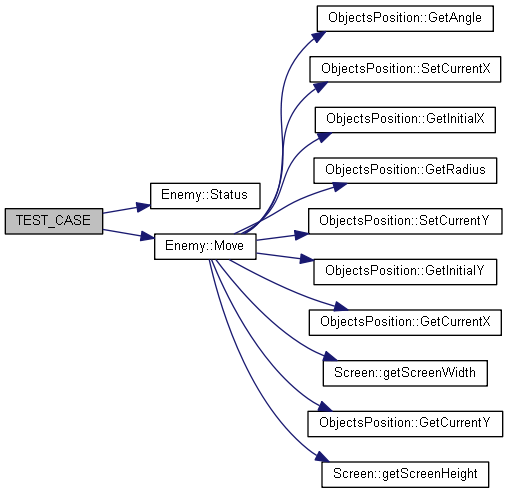 ObjectsPosition::GetAngle
ObjectsPosition::SetCurrentX
ObjectsPosition::GetInitialX
ObjectsPosition::GetRadius
Enemy::Status
TEST_CASE
ObjectsPosition::SetCurrentY
Enemy::Move
ObjectsPosition::GetInitialY
ObjectsPosition::GetCurrentX
Screen::getScreenWidth
ObjectsPosition::GetCurrentY
Screen::getScreenHeight